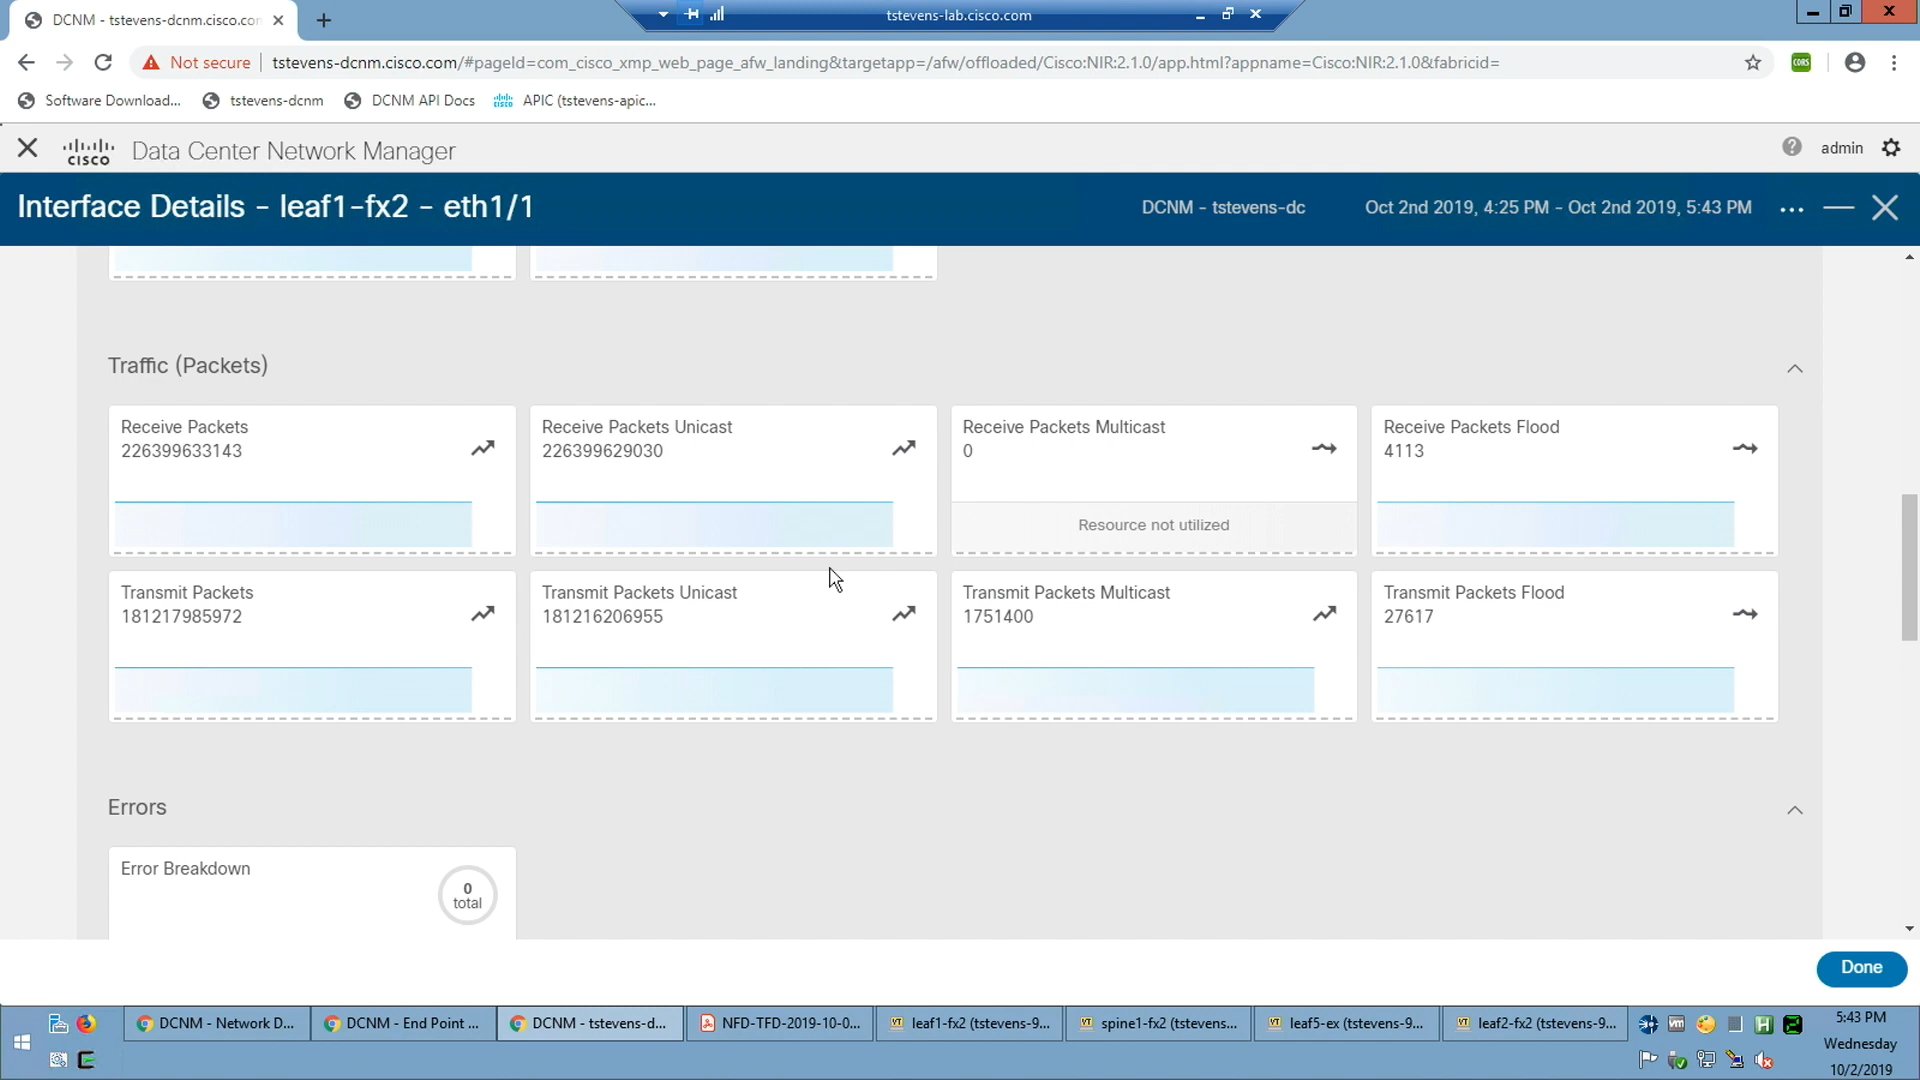 DCNM - tstevens-dcnm.cisco.con
tstevens-lab.cisco.com
Not secure
tstevens-dcnm.cisco.com/#pageId=com_cisco_xmp_web_page_afw_landing&targetapp=/afw/offloaded/Cisco:NIR:2.1.0/app.html?appname=Cisco:NIR:2.1.0&fabricid=
CORS
Software Download...
tstevens-dcnm
DCNM API Docs
APIC (tstevens-apic...
CISCO
Data Center Network Manager
admin
Interface Details - leaf1-fx2 - eth1/1
DCNM - tstevens-dc
Oct 2nd 2019, 4:25 PM - Oct 2nd 2019, 5:43 PM
Traffic (Packets)
Receive Packets
226399633143
Receive Packets Unicast
226399629030
Receive Packets Multicast
0
Resource not utilized
Receive Packets Flood
4113
Transmit Packets
181217985972
Transmit Packets Unicast
181216206955
Transmit Packets Multicast
1751400
Transmit Packets Flood
27617
Errors
Error Breakdown
0
total
Done
DCNM - Network D...
DCNM - End Point ...
DCNM - tstevens-d...
NFD-TFD-2019-10-0...
leaf1-fx2 (tstevens-9...
spine1-fx2 (tstevens...
leaf5-ex (tstevens-9...
leaf2-fx2 (tstevens-9...
5:43 PM
Wednesday
10/2/2019